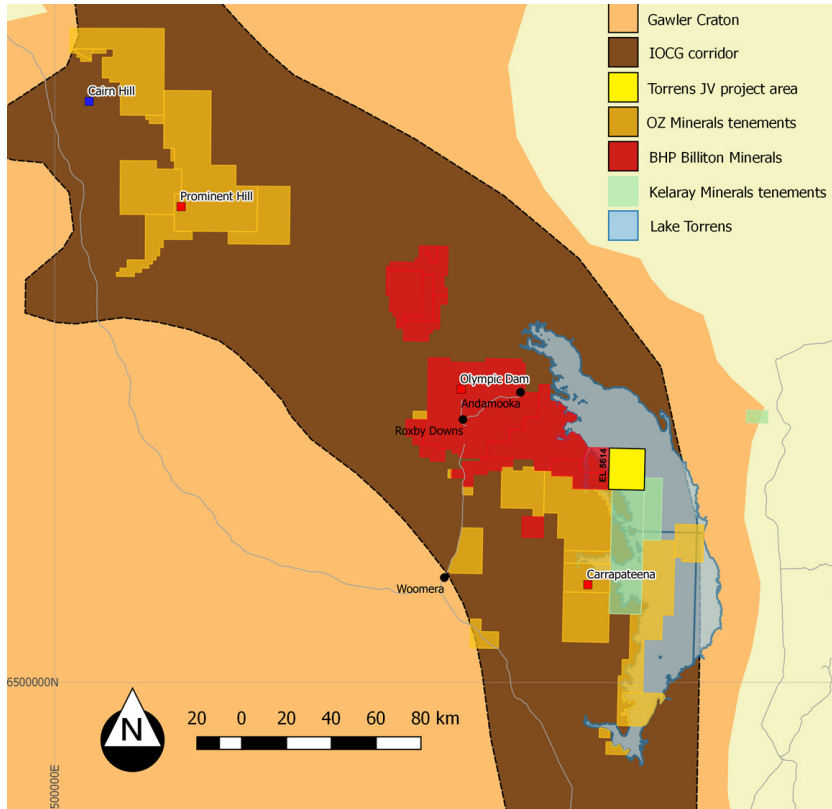 Gawler Craton
IOCG corridor
Torrens JV project area
OZ Minerals tenements
BHP Billiton Minerals
Kelaray Minerals tenements
Lake Torrens
Cairn Hill
Prominent Hill
Olympic Dam
Andamooka
Roxby Downs
EL 5614
Carrapateena
Woomera
6500000N
N
20 0 20 40 60 80 km
500000E